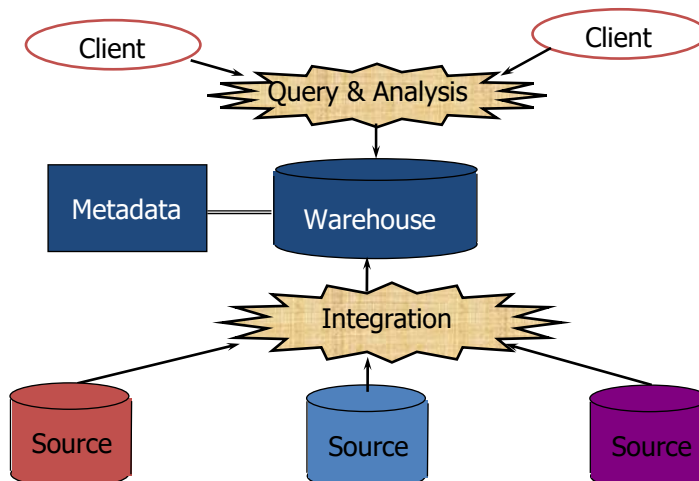 Client
Client
Query & Analysis
Metadata
Warehouse
Integration
Source
Source
Source